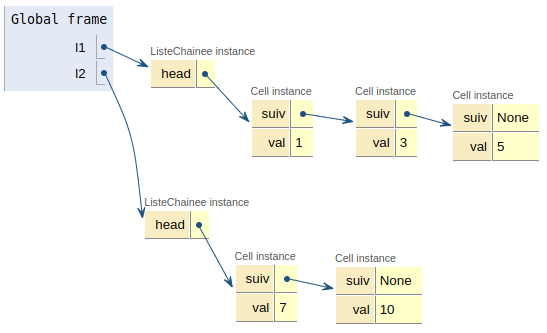 Global frame
l1
l2
ListeChainee instance
head
Cell instance
suiv
val 1
Cell instance
suiv
val 3
Cell instance
suiv None
val 5
ListeChainee instance
head
Cell instance
suiv
val 7
Cell instance
suiv None
val 10